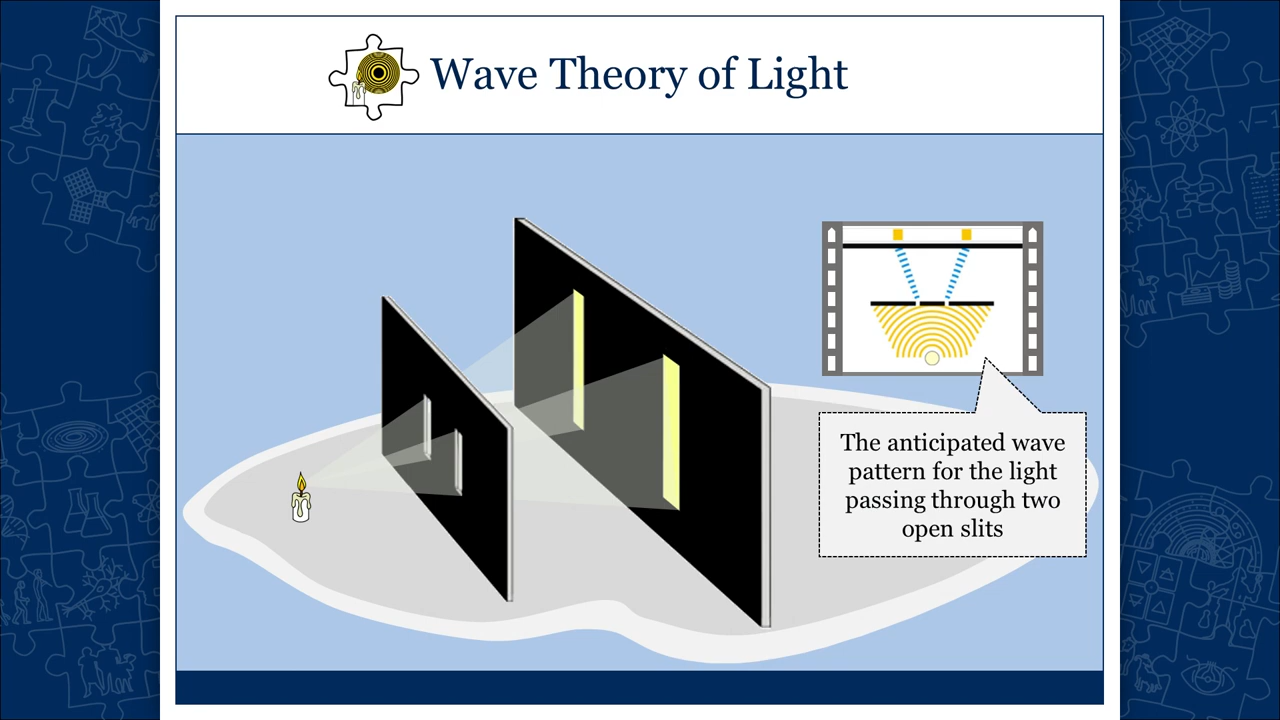 Wave Theory of Light
The anticipated wave
pattern for the light
passing through two
open slits